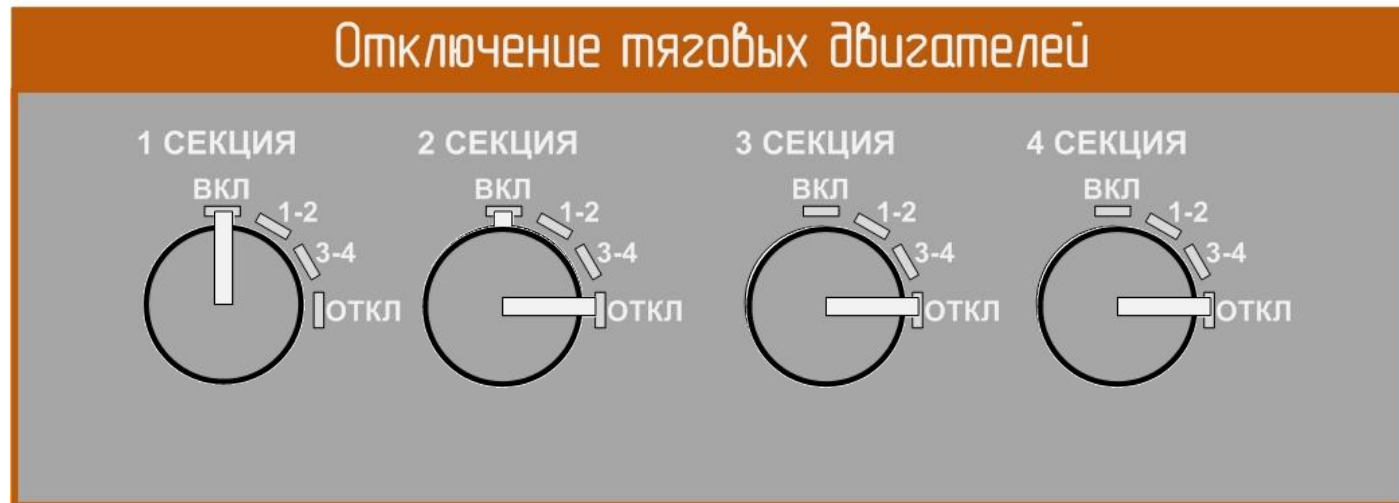 Отключение тяговых двигателей
1 СЕКЦИЯ 2 СЕКЦИЯ 3 СЕКЦИЯ 4 СЕКЦИЯ
ВКЛ ВКЛ ВКЛ ВКЛ
1-2 1-2 1-2 1-2
3-4 3-4 3-4 3-4
ОТКЛ ОТКЛ ОТКЛ ОТКЛ